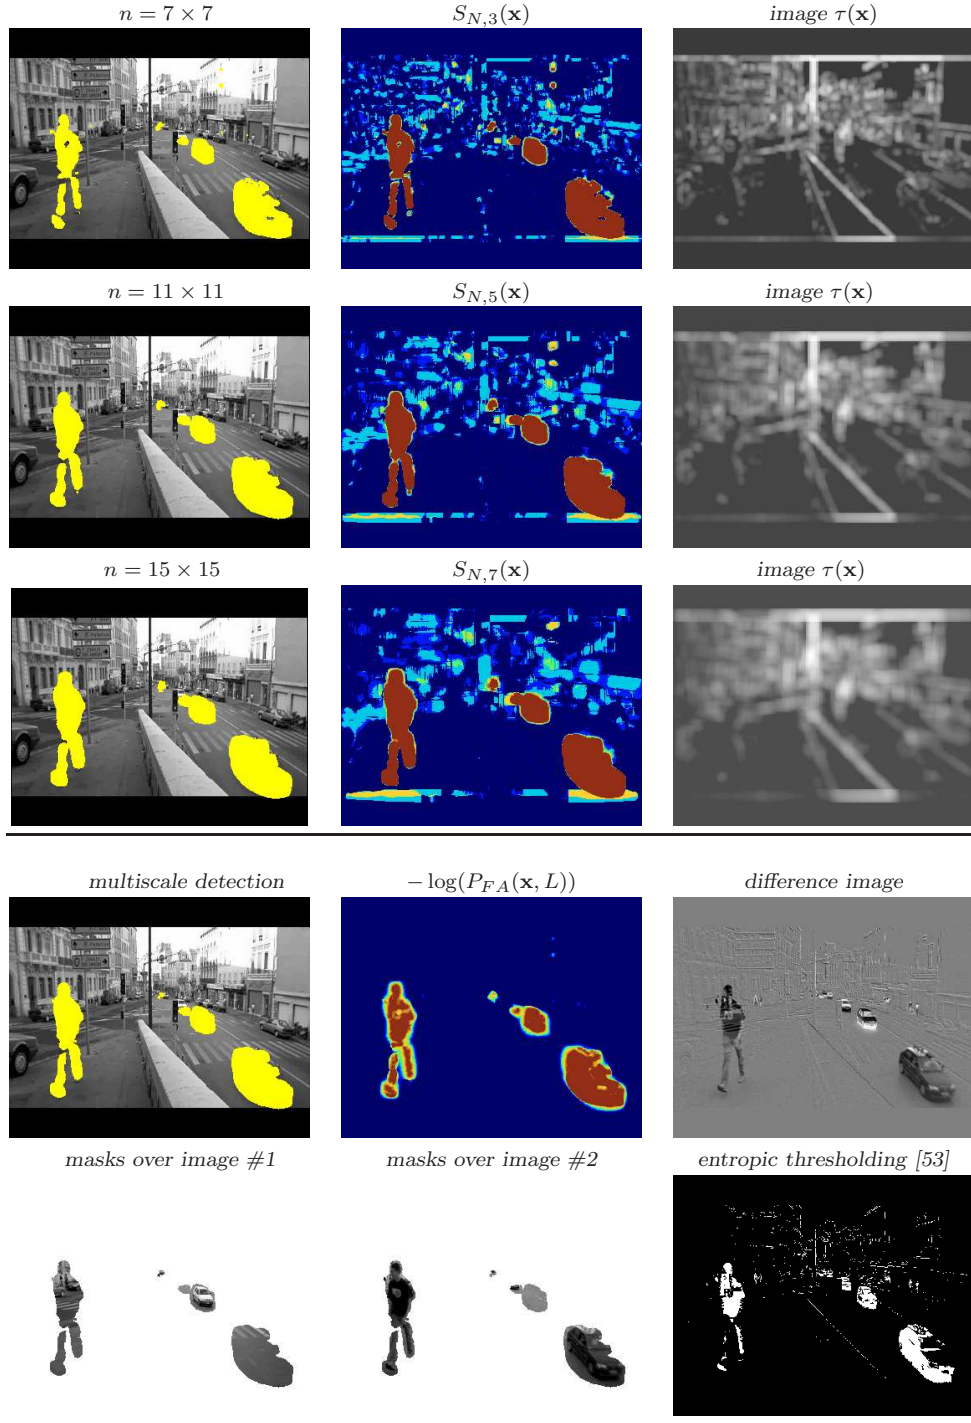 n = 7 × 7
S_{N,3}(x)
image τ(x)
n = 11 × 11
S_{N,5}(x)
image τ(x)
n = 15 × 15
S_{N,7}(x)
image τ(x)
multiscale detection
− log(P_{FA}(x, L))
difference image
masks over image #1
masks over image #2
entropic thresholding [53]